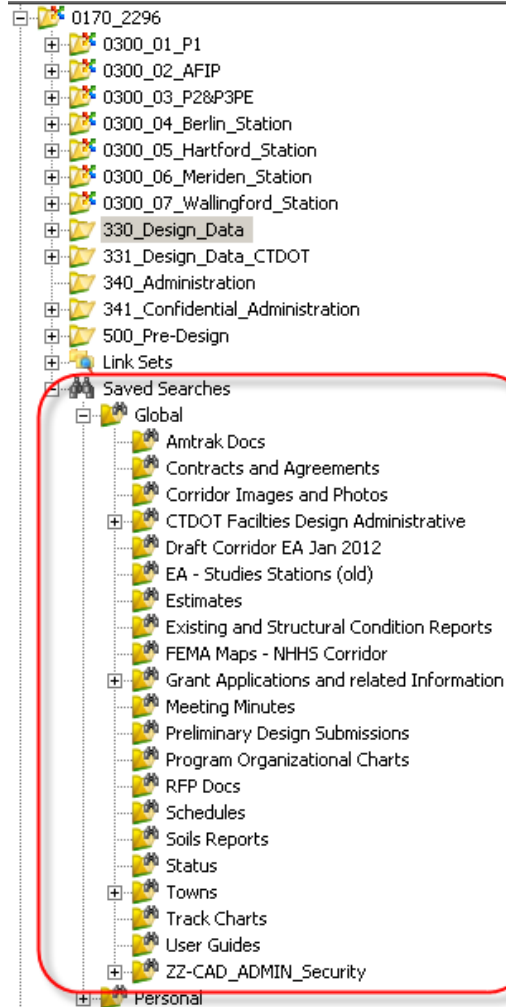 0170_2296
0300_01_P1
0300_02_AFIP
0300_03_P2&P3PE
0300_04_Berlin_Station
0300_05_Hartford_Station
0300_06_Meriden_Station
0300_07_Wallingford_Station
330_Design_Data
331_Design_Data_CTDOT
340_Administration
341_Confidential_Administration
500_Pre-Design
Link Sets
Saved Searches
Global
Amtrak Docs
Contracts and Agreements
Corridor Images and Photos
CTDOT Facilties Design Administrative
Draft Corridor EA Jan 2012
EA - Studies Stations (old)
Estimates
Existing and Structural Condition Reports
FEMA Maps - NHHS Corridor
Grant Applications and related Information
Meeting Minutes
Preliminary Design Submissions
Program Organizational Charts
RFP Docs
Schedules
Soils Reports
Status
Towns
Track Charts
User Guides
ZZ-CAD_ADMIN_Security
Personal